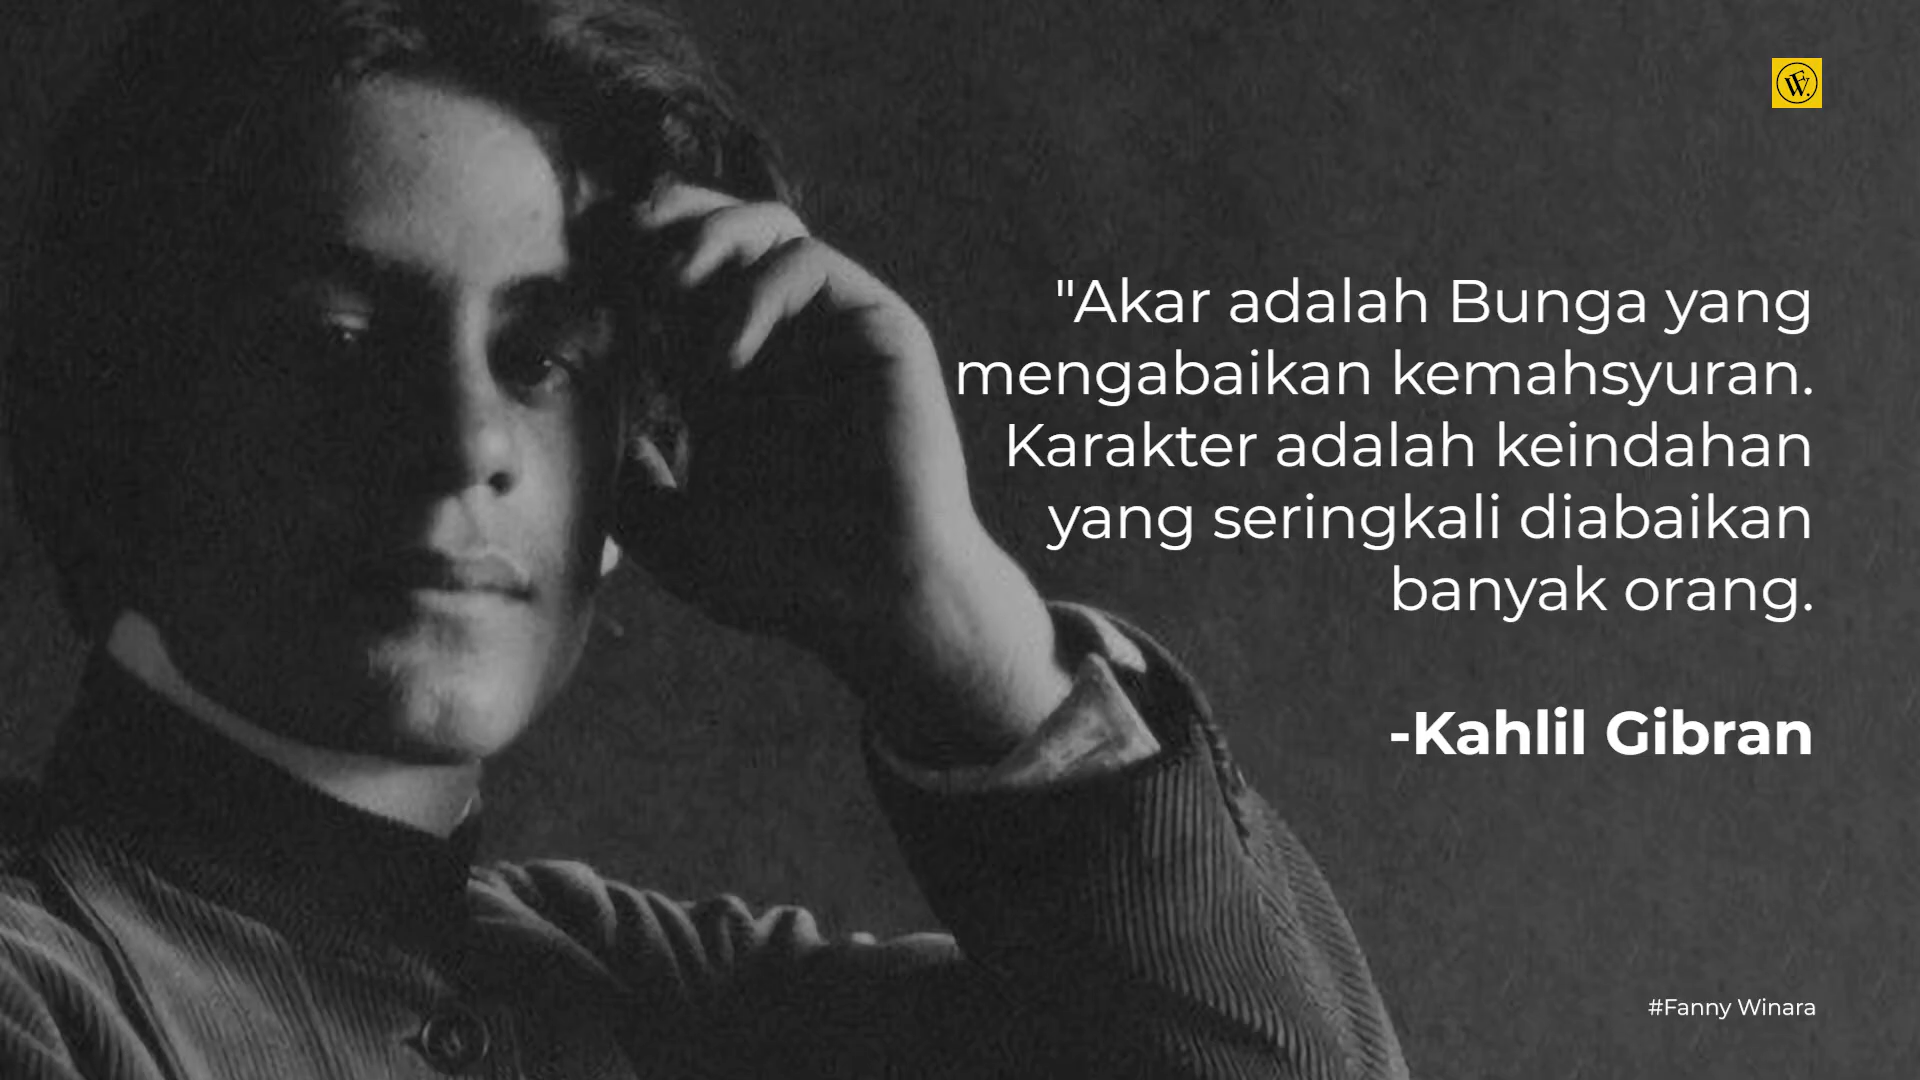 "Akar adalah Bunga yang
mengabaikan kemahsyuran.
Karakter adalah keindahan
yang seringkali diabaikan
banyak orang.
-Kahlil Gibran
#Fanny Winara